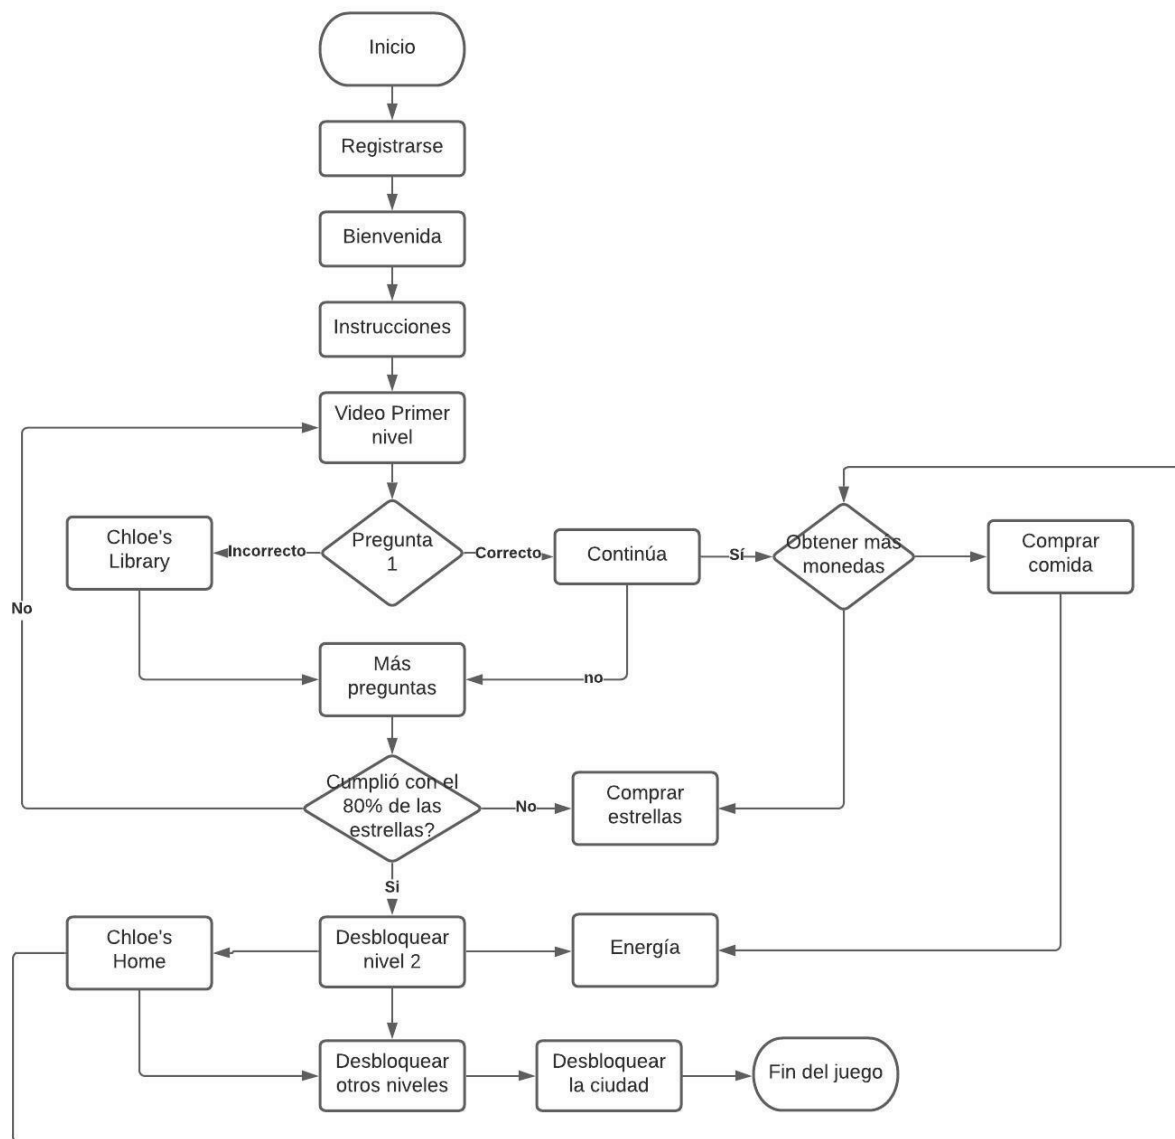 Inicio
Registrarse
Bienvenida
Instrucciones
Video Primer
nivel
Chloe's
Library
Incorrecto
Pregunta
1
Correcto
Continúa
Sí
Obtener más
monedas
Comprar
comida
No
Más
preguntas
no
Cumplió con el
80% de las
estrellas?
No
Comprar
estrellas
Sí
Chloe's
Home
Desbloquear
nivel 2
Energía
Desbloquear
otros niveles
Desbloquear
la ciudad
Fin del juego